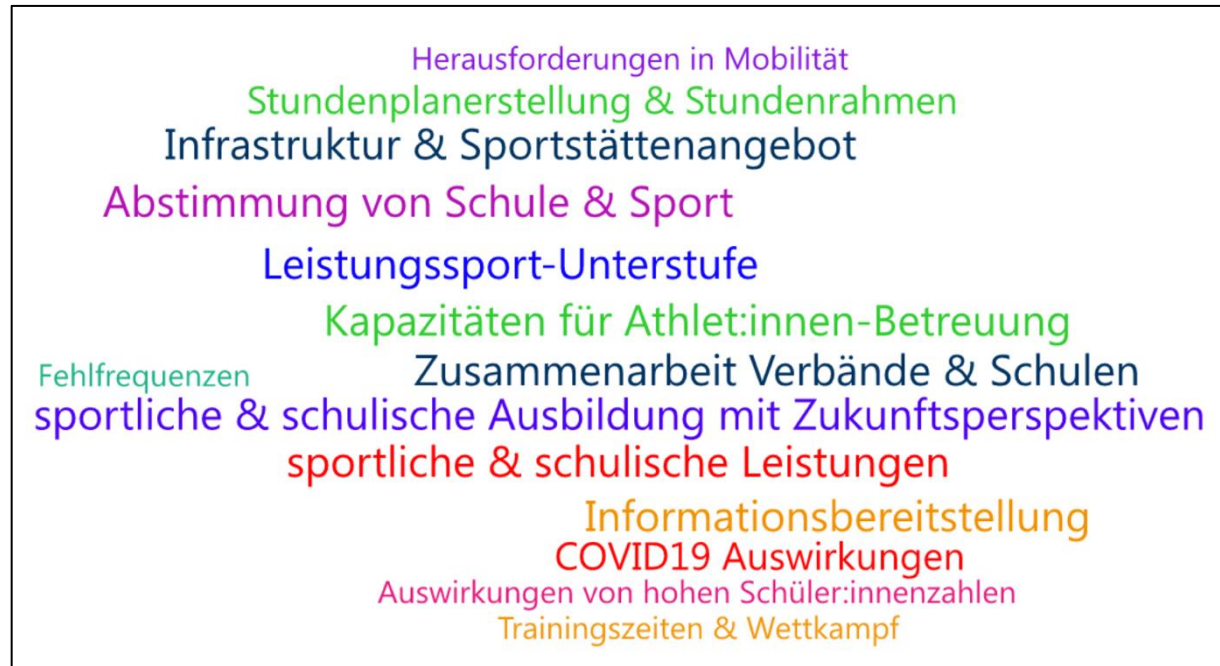 Herausforderungen in Mobilität
Stundenplanerstellung & Stundenrahmen
Infrastruktur & Sportstättenangebot
Abstimmung von Schule & Sport
Leistungssport-Unterstufe
Kapazitäten für Athlet:innen-Betreuung
Fehlfrequenzen
Zusammenarbeit Verbände & Schulen
sportliche & schulische Ausbildung mit Zukunftsperspektiven
sportliche & schulische Leistungen
Informationsbereitstellung
COVID19 Auswirkungen
Auswirkungen von hohen Schüler:innenzahlen
Trainingszeiten & Wettkampf